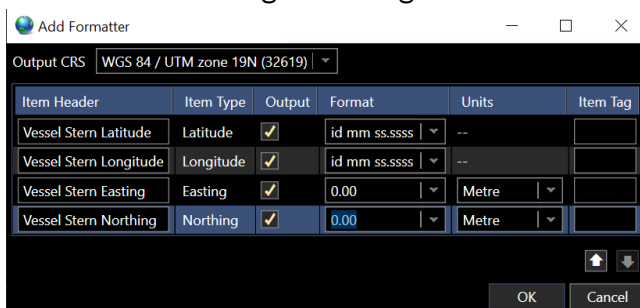 Add Formatter
Output CRS WGS 84 / UTM zone 19N (32619)
Item Header Item Type Output Format Units Item Tag
Vessel Stern Latitude Latitude id mm ss.ssss --
Vessel Stern Longitude Longitude id mm ss.ssss --
Vessel Stern Easting Easting 0.00 Metre
Vessel Stern Northing Northing 0.00 Metre
OK Cancel